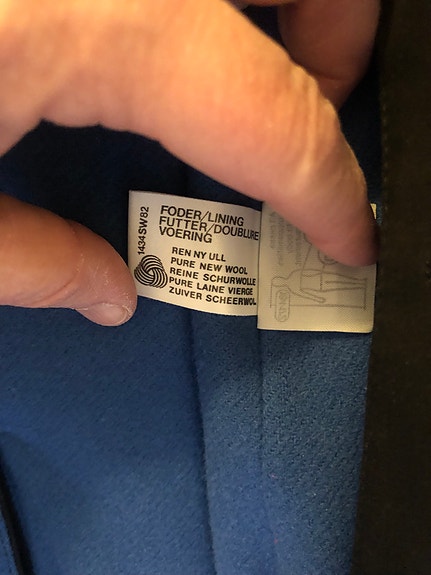 1434SW82
FODER/LINING
FUTTER/DOUBLURE
VOERING
REN NY ULL
PURE NEW WOOL
REINE SCHURWOLLE
PURE LAINE VIERGE
ZUIVER SCHEERWOL